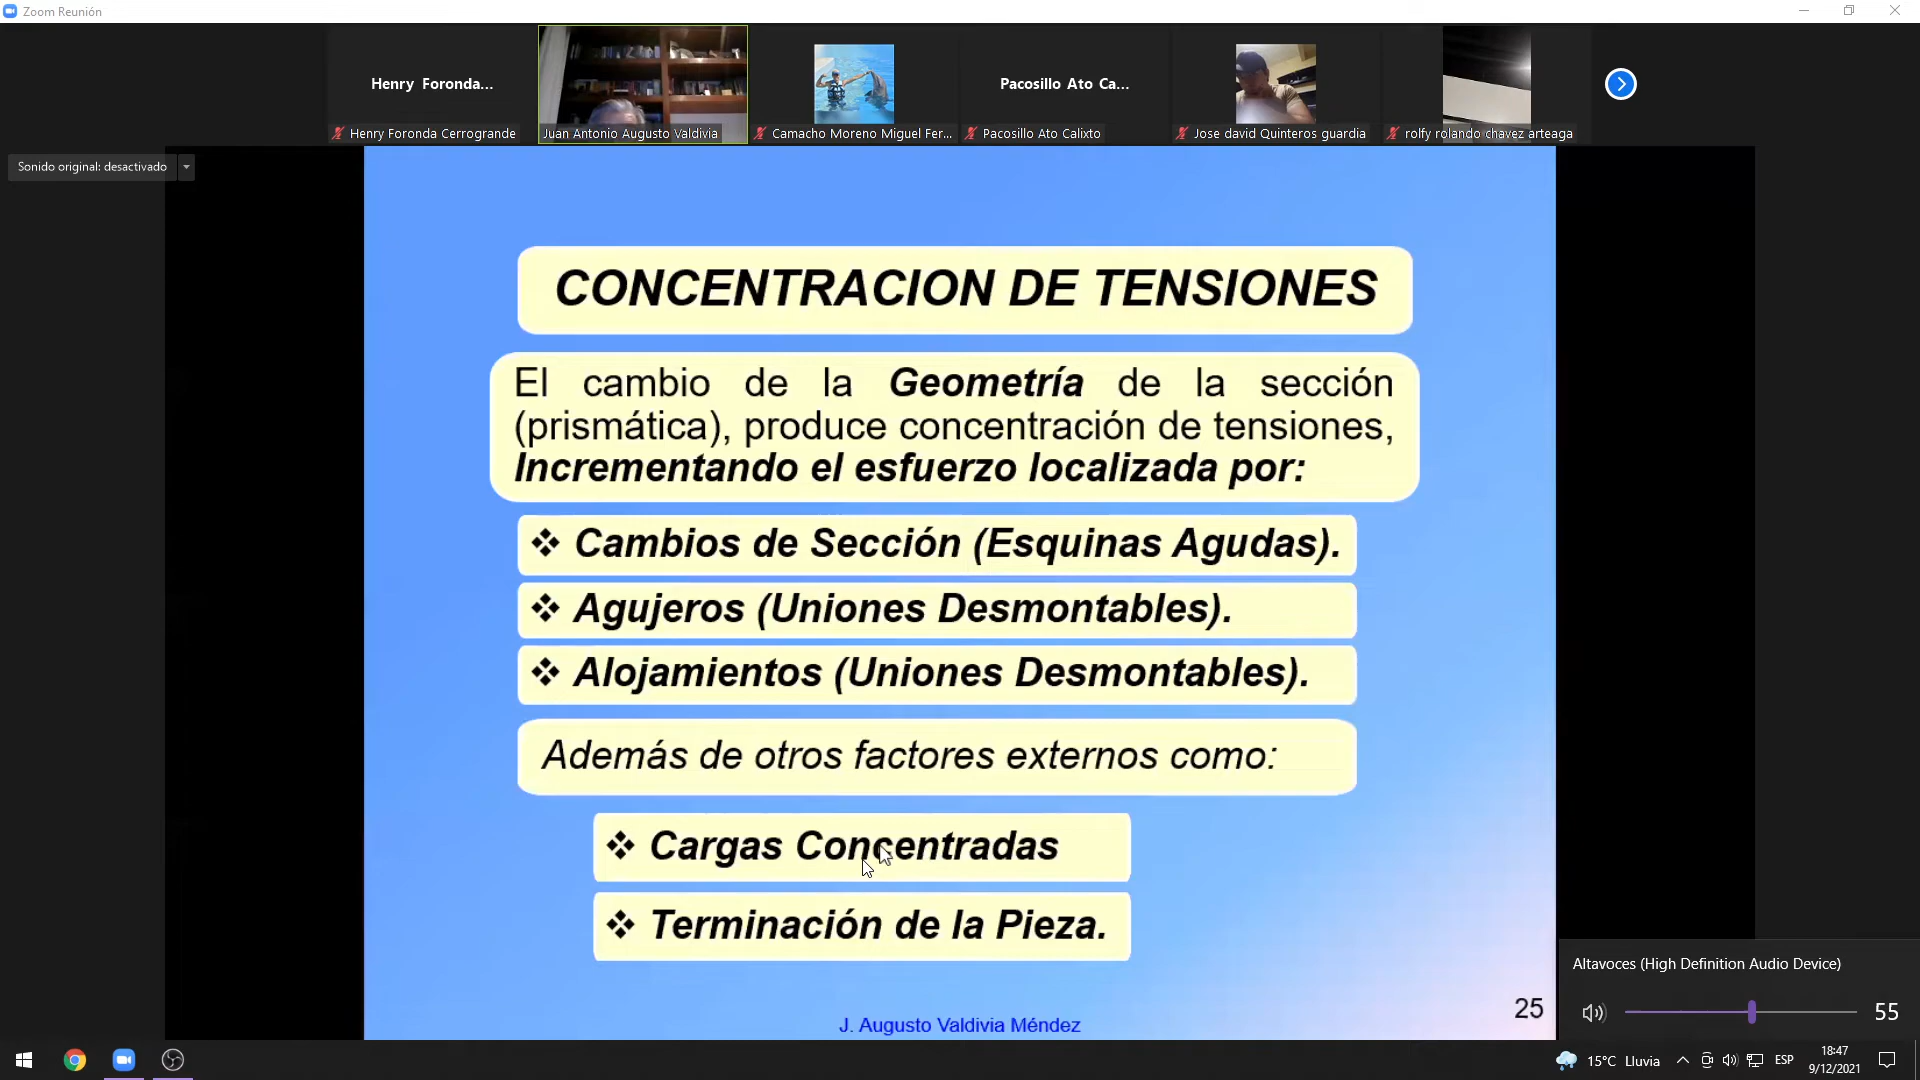 Zoom Reunión
Henry Foronda...
Pacosillo Ato Ca...
Henry Foronda Cerrogrande
Juan Antonio Augusto Valdivia
Camacho Moreno Miguel Fer...
Pacosillo Ato Calixto
Jose david Quinteros guardia
rolfy rolando chavez arteaga
Sonido original: desactivado
CONCENTRACION DE TENSIONES
El cambio de la Geometría de la sección
(prismática), produce concentración de tensiones,
Incrementando el esfuerzo localizada por:
❖ Cambios de Sección (Esquinas Agudas).
❖ Agujeros (Uniones Desmontables).
❖ Alojamientos (Uniones Desmontables).
Además de otros factores externos como:
❖ Cargas Concentradas
❖ Terminación de la Pieza.
J. Augusto Valdivia Méndez
25
Altavoces (High Definition Audio Device)
55
15°C Lluvia
ESP
18:47
9/12/2021